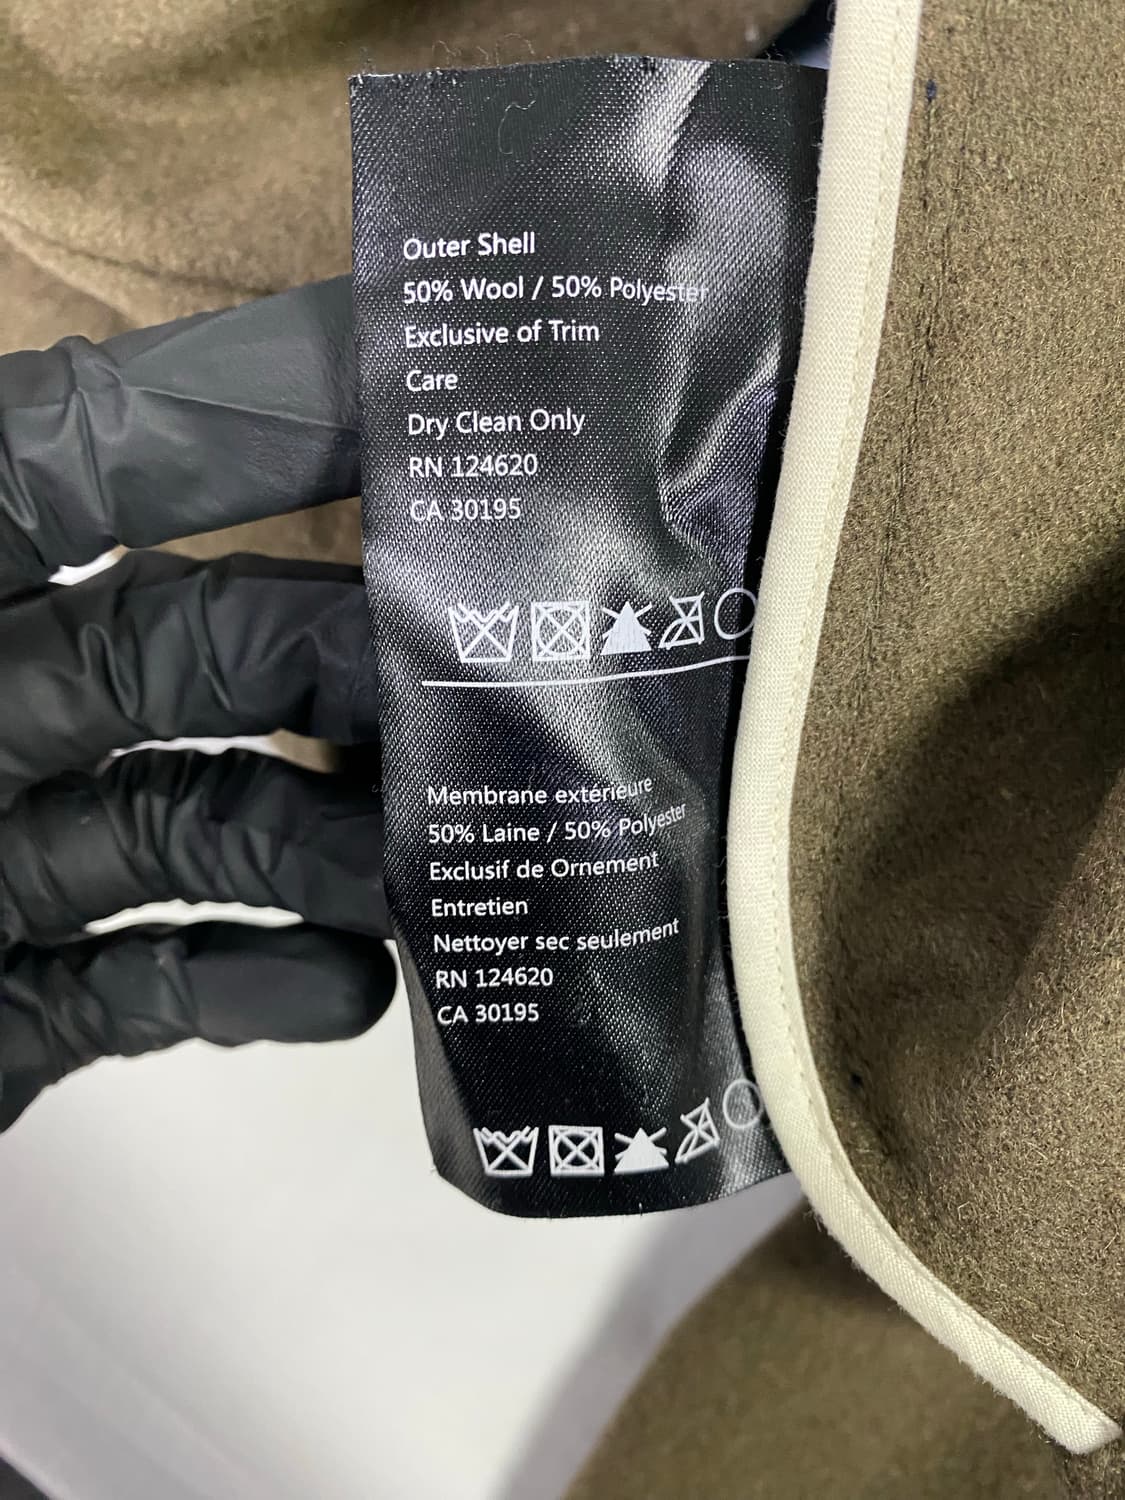 Outer Shell
50% Wool / 50% Polyester
Exclusive of Trim
Care
Dry Clean Only
RN 124620
CA 30195
Membrane extérieure
50% Laine / 50% Polyester
Exclusif de Ornement
Entretien
Nettoyer sec seulement
RN 124620
CA 30195